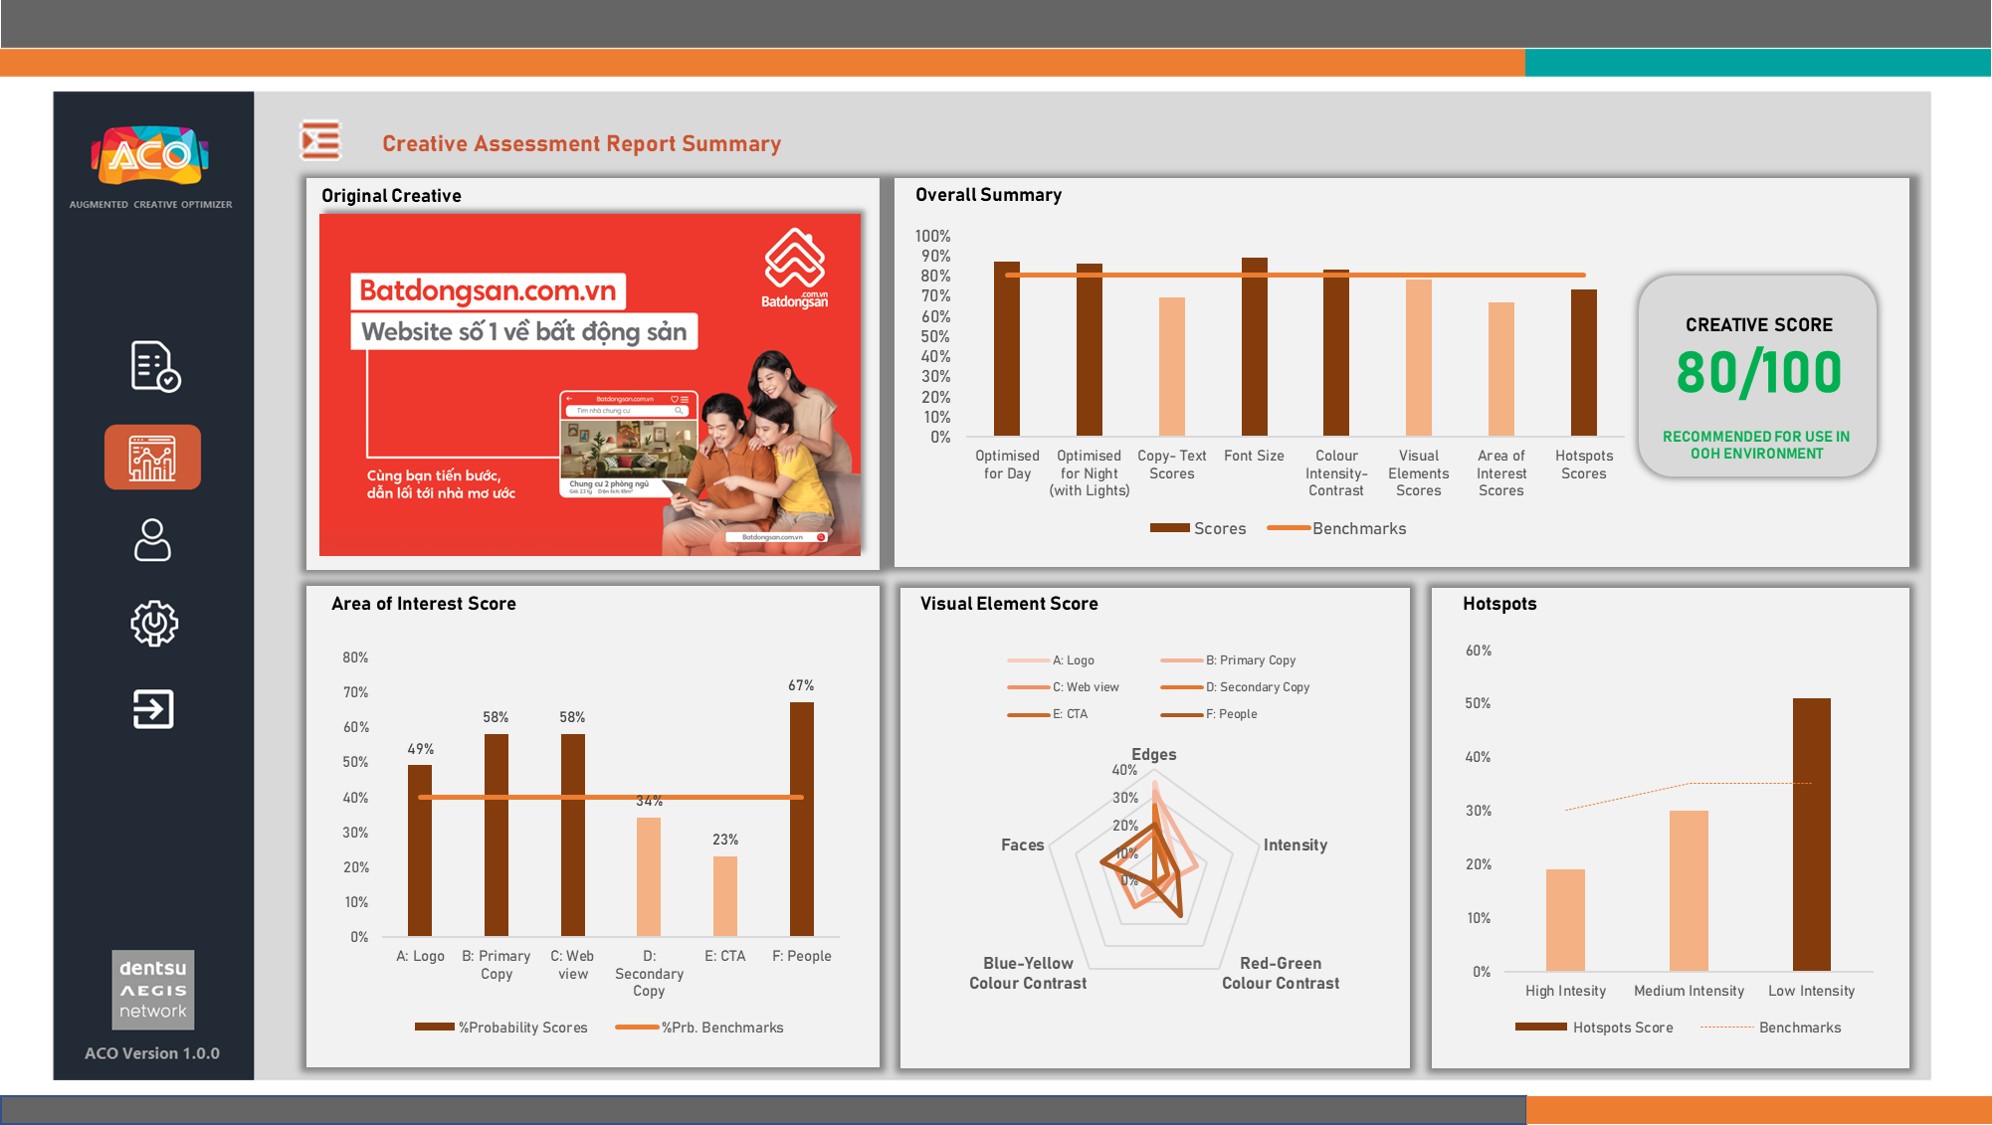 ACO
AUGMENTED CREATIVE OPTIMIZER
dentsu
AEGIS
network
ACO Version 1.0.0
Creative Assessment Report Summary
Original Creative
Batdongsan.com.vn
Website số 1 về bất động sản
.com.vn
Batdongsan
Batdongsan.com.vn
Tìm nhà chung cư
Chung cư 2 phòng ngủ
Cùng bạn tiến bước,
dẫn lối tới nhà mơ ước
Batdongsan.com.vn
Overall Summary
100%
90%
80%
70%
60%
50%
40%
30%
20%
10%
0%
Optimised
for Day
Optimised
for Night
(with Lights)
Copy- Text
Scores
Font Size
Colour
Intensity-
Contrast
Visual
Elements
Scores
Area of
Interest
Scores
Hotspots
Scores
Scores
Benchmarks
CREATIVE SCORE
80/100
RECOMMENDED FOR USE IN
OOH ENVIRONMENT
Area of Interest Score
80%
70%
60%
50%
40%
30%
20%
10%
0%
49%
58%
58%
34%
23%
67%
A: Logo
B: Primary
Copy
C: Web
view
D:
Secondary
Copy
E: CTA
F: People
%Probability Scores
%Prb. Benchmarks
Visual Element Score
A: Logo
B: Primary Copy
C: Web view
D: Secondary Copy
E: CTA
F: People
Edges
40%
30%
20%
10%
0%
Faces
Intensity
Blue-Yellow
Colour Contrast
Red-Green
Colour Contrast
Hotspots
60%
50%
40%
30%
20%
10%
0%
High Intesity
Medium Intensity
Low Intensity
Hotspots Score
Benchmarks